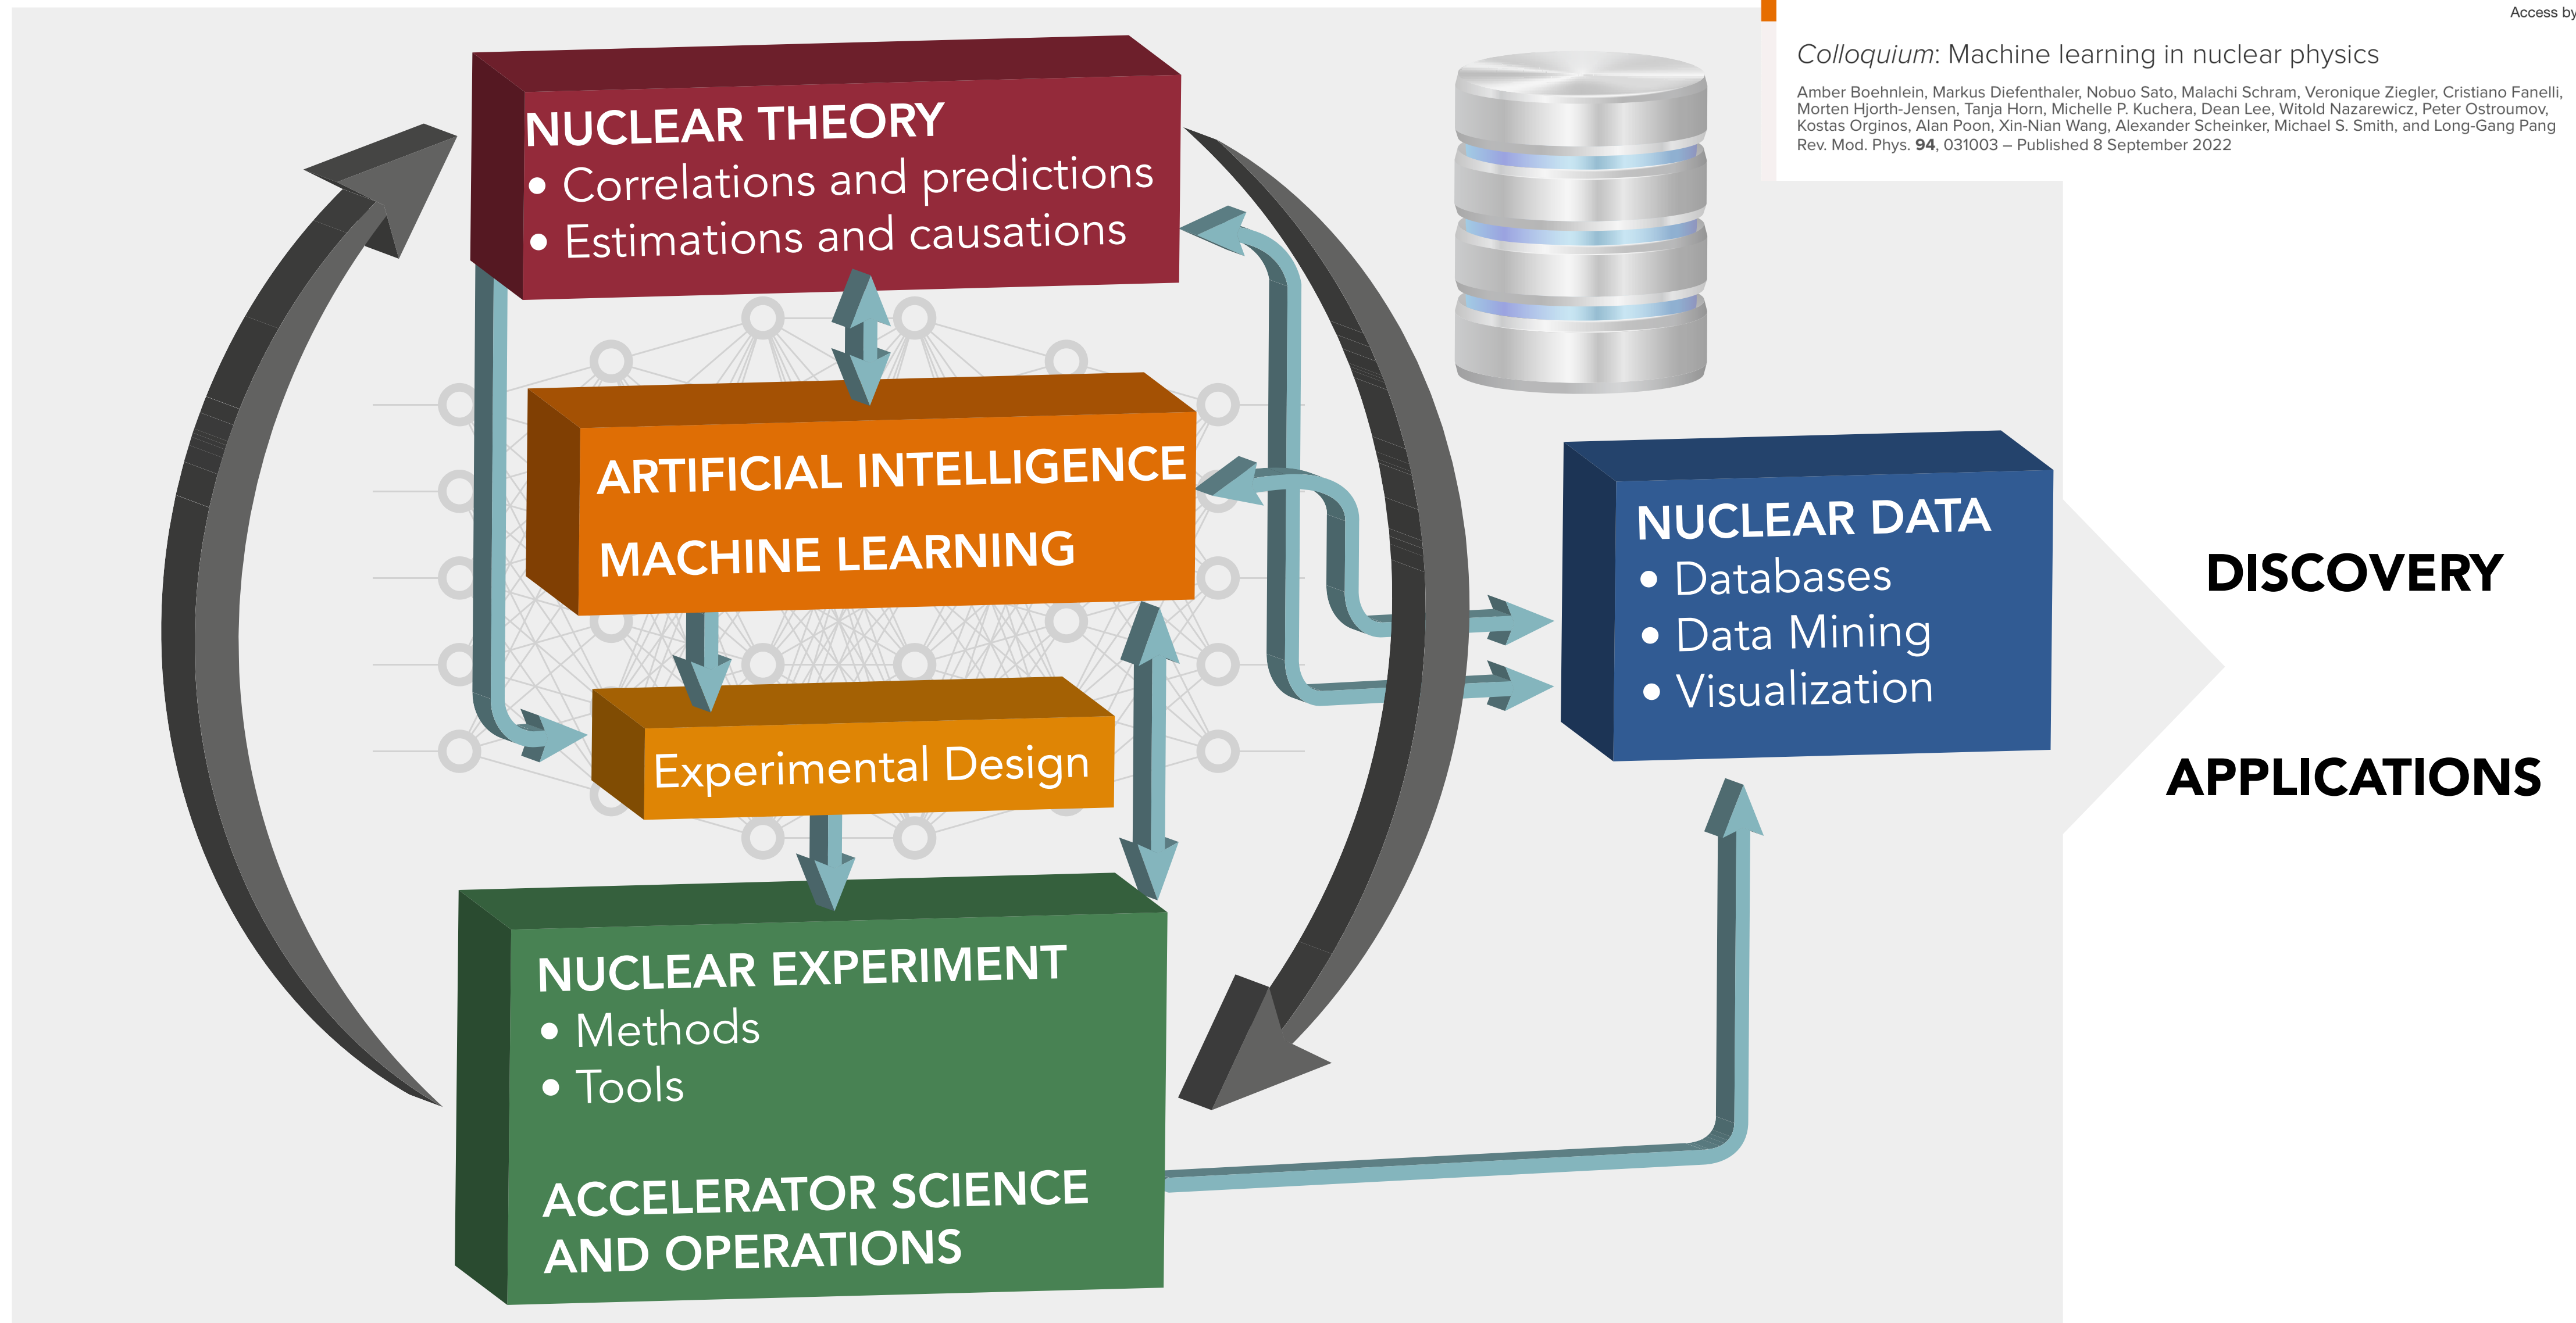 Access by
Colloquium: Machine learning in nuclear physics
Amber Boehnlein, Markus Diefenthaler, Nobuo Sato, Malachi Schram, Veronique Ziegler, Cristiano Fanelli,
Morten Hjorth-Jensen, Tanja Horn, Michelle P. Kuchera, Dean Lee, Witold Nazarewicz, Peter Ostroumov,
Kostas Orginos, Alan Poon, Xin-Nian Wang, Alexander Scheinker, Michael S. Smith, and Long-Gang Pang
Rev. Mod. Phys. 94, 031003 – Published 8 September 2022
NUCLEAR THEORY
• Correlations and predictions
• Estimations and causations
ARTIFICIAL INTELLIGENCE
MACHINE LEARNING
Experimental Design
NUCLEAR EXPERIMENT
• Methods
• Tools
ACCELERATOR SCIENCE
AND OPERATIONS
NUCLEAR DATA
• Databases
• Data Mining
• Visualization
DISCOVERY
APPLICATIONS